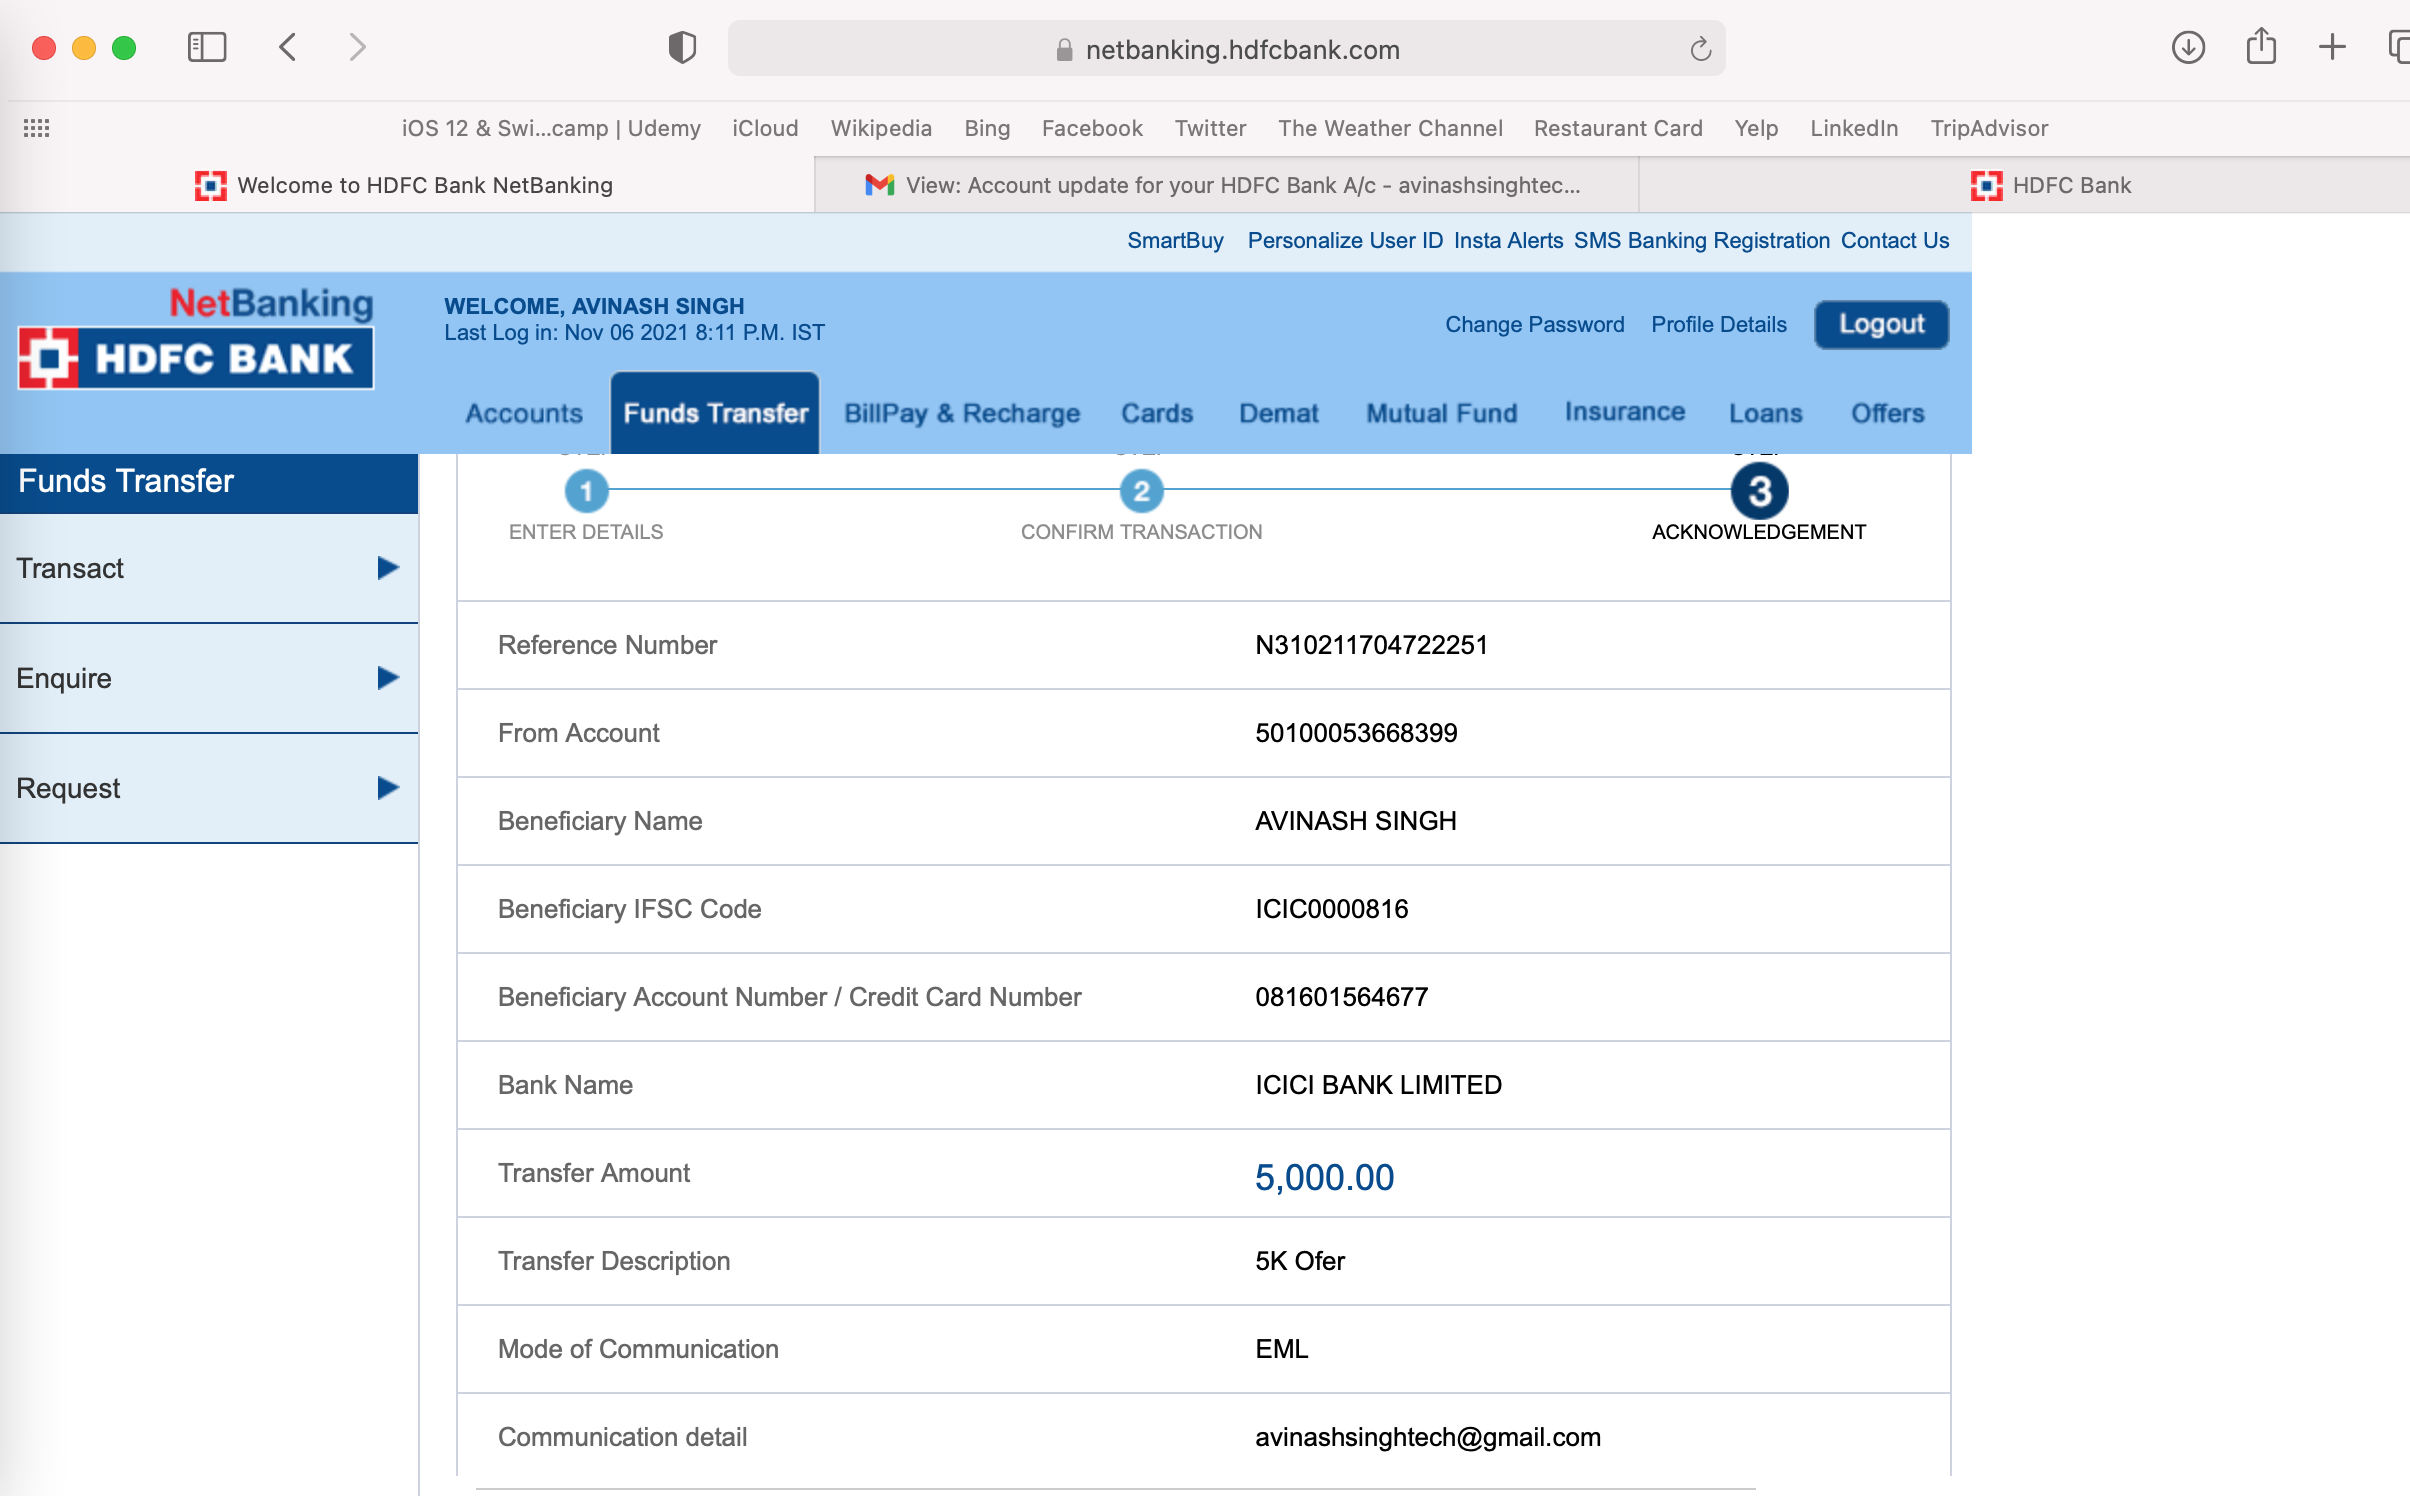 netbanking.hdfcbank.com
iOS 12 & Swi...camp | Udemy iCloud Wikipedia Bing Facebook Twitter The Weather Channel Restaurant Card Yelp LinkedIn TripAdvisor
Welcome to HDFC Bank NetBanking View: Account update for your HDFC Bank A/c - avinashsinghtec... HDFC Bank
SmartBuy Personalize User ID Insta Alerts SMS Banking Registration Contact Us
NetBanking
HDFC BANK
WELCOME, AVINASH SINGH
Last Log in: Nov 06 2021 8:11 P.M. IST
Change Password Profile Details Logout
Accounts Funds Transfer BillPay & Recharge Cards Demat Mutual Fund Insurance Loans Offers
Funds Transfer
Transact
Enquire
Request
1 2 3
ENTER DETAILS CONFIRM TRANSACTION ACKNOWLEDGEMENT
Reference Number N310211704722251
From Account 50100053668399
Beneficiary Name AVINASH SINGH
Beneficiary IFSC Code ICIC0000816
Beneficiary Account Number / Credit Card Number 081601564677
Bank Name ICICI BANK LIMITED
Transfer Amount 5,000.00
Transfer Description 5K Ofer
Mode of Communication EML
Communication detail avinashsinghtech@gmail.com